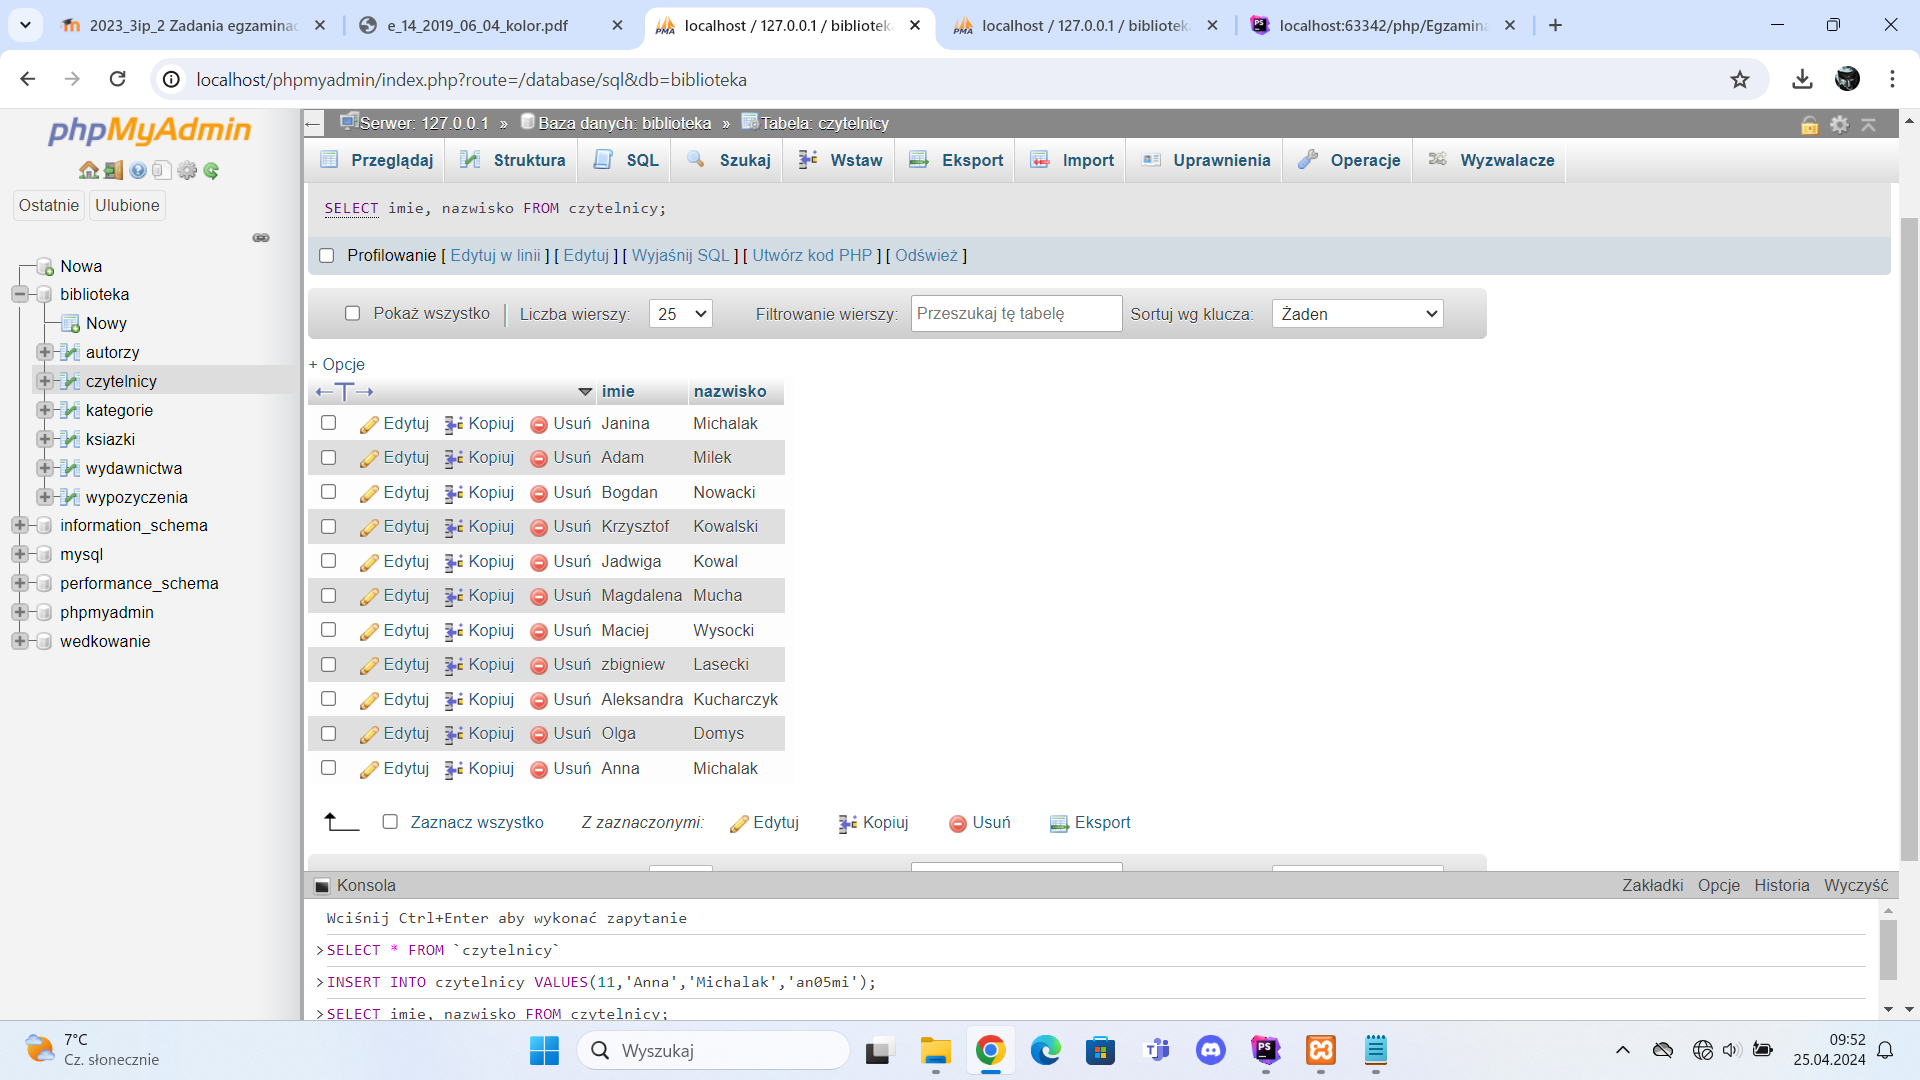 2023_3ip_2 Zadania egzaminac
e_14_2019_06_04_kolor.pdf
localhost / 127.0.0.1 / bibliotek
localhost / 127.0.0.1 / bibliotek
localhost:63342/php/Egzamina
localhost/phpmyadmin/index.php?route=/database/sql&db=biblioteka
phpMyAdmin
Ostatnie Ulubione
Nowa
biblioteka
Nowy
autorzy
czytelnicy
kategorie
ksiazki
wydawnictwa
wypozyczenia
information_schema
mysql
performance_schema
phpmyadmin
wedkowanie
Serwer: 127.0.0.1 » Baza danych: biblioteka » Tabela: czytelnicy
Przeglądaj Struktura SQL Szukaj Wstaw Eksport Import Uprawnienia Operacje Wyzwalacze
SELECT imie, nazwisko FROM czytelnicy;
Profilowanie [ Edytuj w linii ] [ Edytuj ] [ Wyjaśnij SQL ] [ Utwórz kod PHP ] [ Odśwież ]
Pokaż wszystko Liczba wierszy: 25 Filtrowanie wierszy: Przeszukaj tę tabelę Sortuj wg klucza: Żaden
+ Opcje
←T→ imie nazwisko
Edytuj Kopiuj Usuń Janina Michalak
Edytuj Kopiuj Usuń Adam Milek
Edytuj Kopiuj Usuń Bogdan Nowacki
Edytuj Kopiuj Usuń Krzysztof Kowalski
Edytuj Kopiuj Usuń Jadwiga Kowal
Edytuj Kopiuj Usuń Magdalena Mucha
Edytuj Kopiuj Usuń Maciej Wysocki
Edytuj Kopiuj Usuń zbigniew Lasecki
Edytuj Kopiuj Usuń Aleksandra Kucharczyk
Edytuj Kopiuj Usuń Olga Domys
Edytuj Kopiuj Usuń Anna Michalak
Zaznacz wszystko Z zaznaczonymi: Edytuj Kopiuj Usuń Eksport
Konsola Zakładki Opcje Historia Wyczyść
Wciśnij Ctrl+Enter aby wykonać zapytanie
>SELECT * FROM `czytelnicy`
>INSERT INTO czytelnicy VALUES(11,'Anna','Michalak','an05mi');
>SELECT imie, nazwisko FROM czytelnicy;
7°C
Cz. słonecznie
Wyszukaj
09:52
25.04.2024